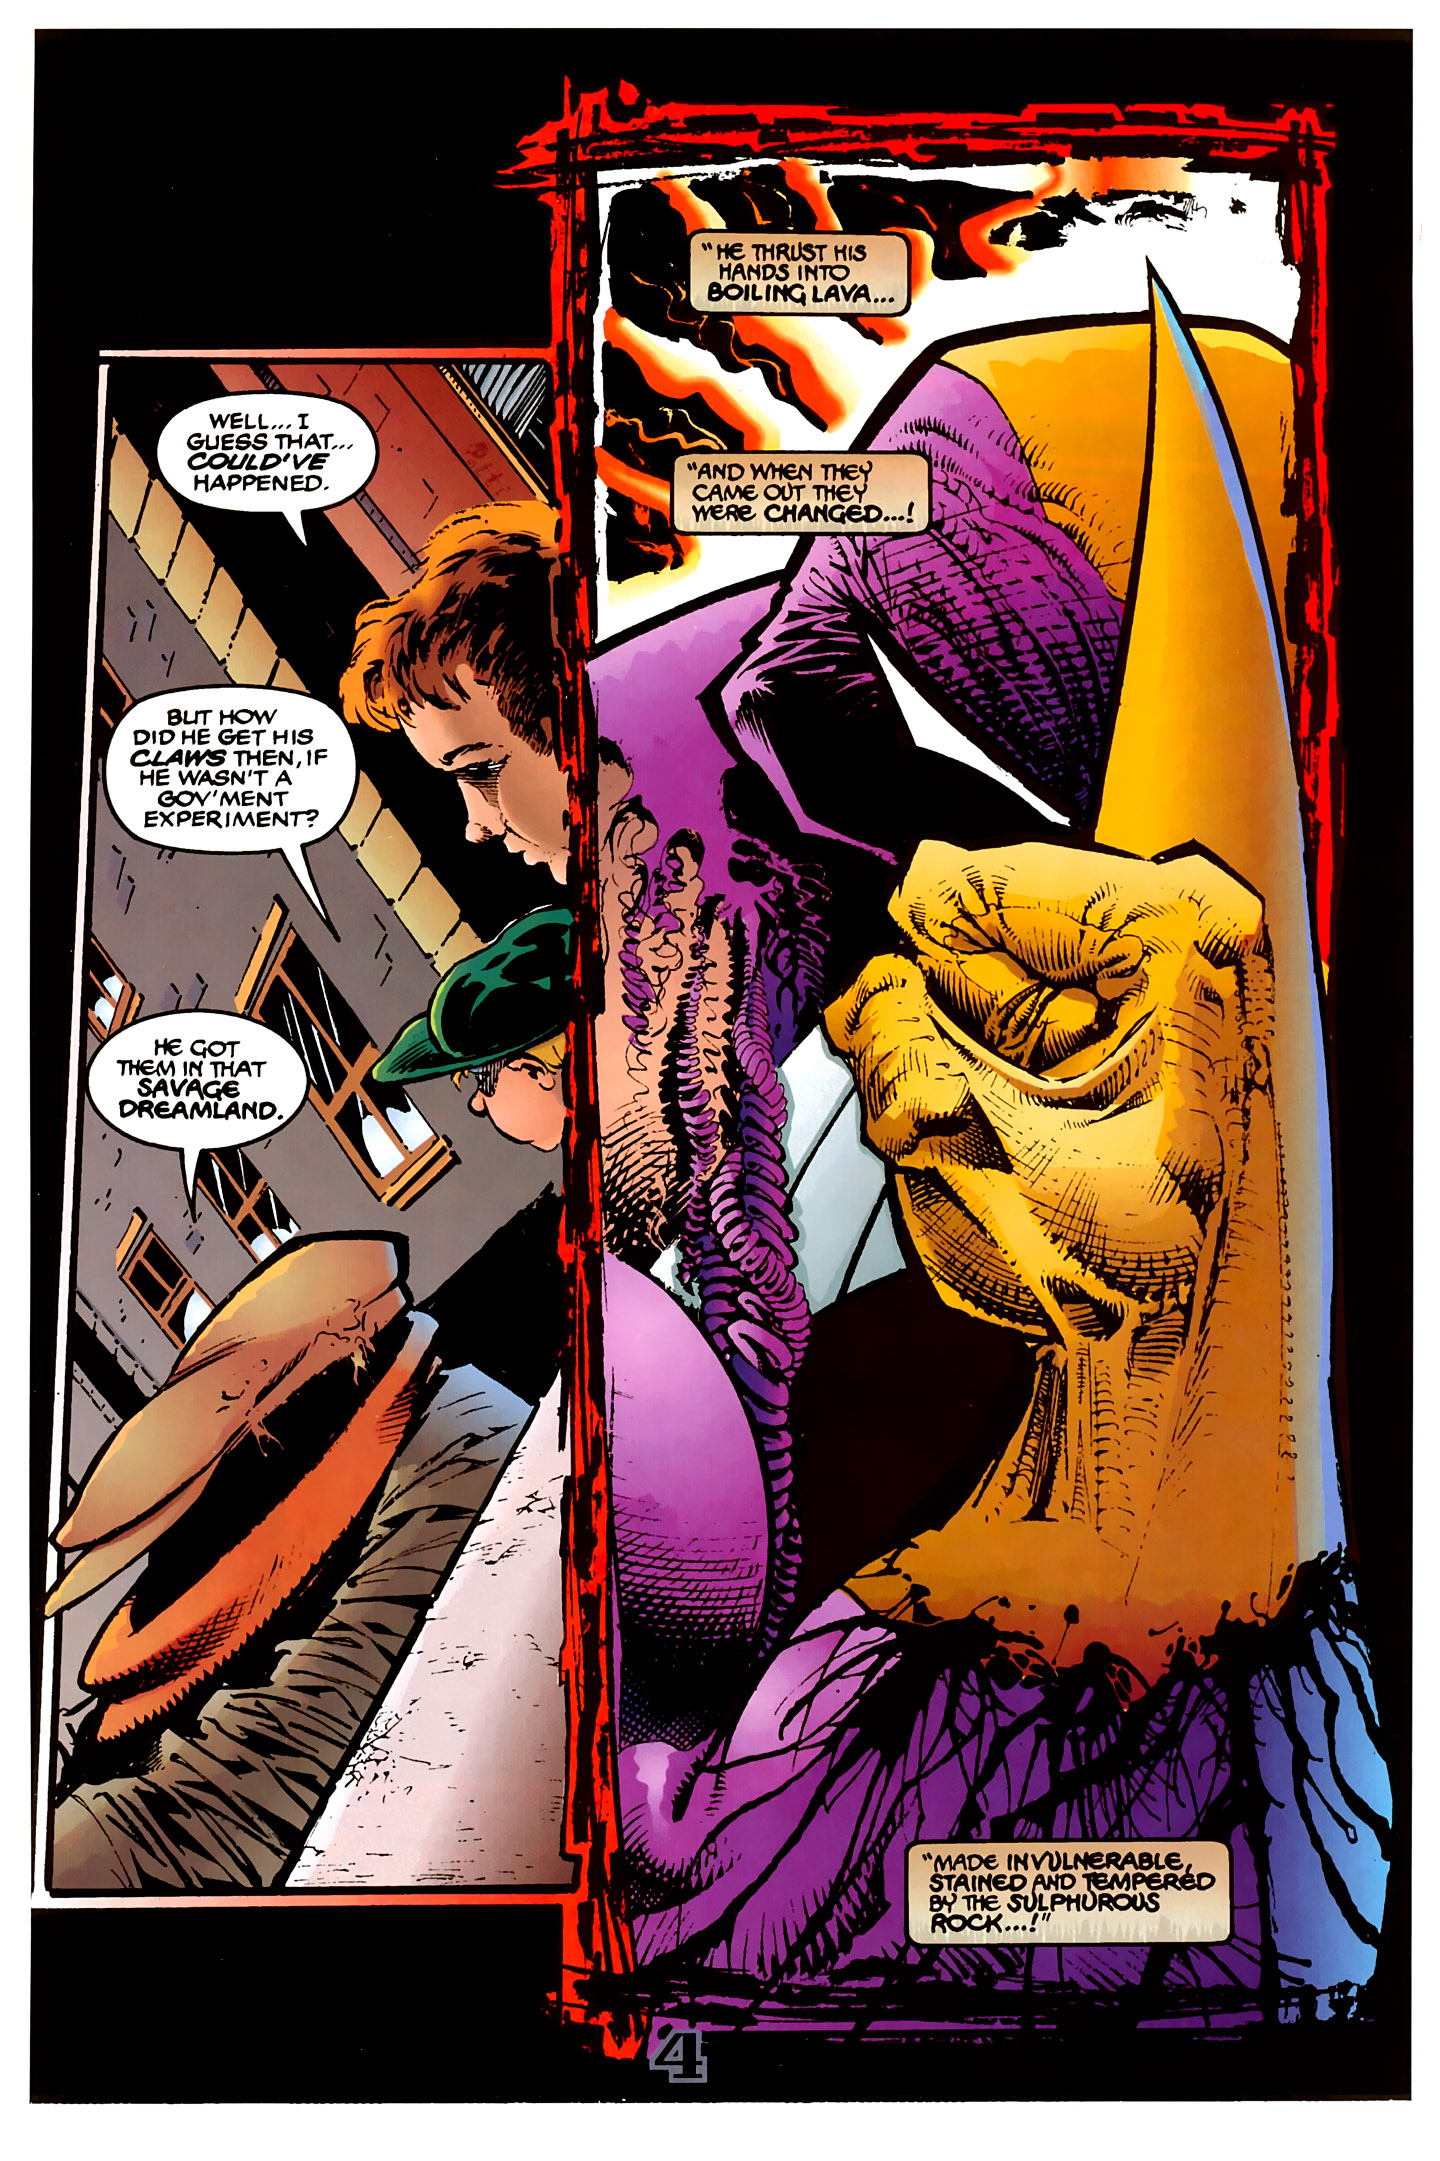 WELL... I
GUESS THAT...
COULD'VE
HAPPENED.
BUT HOW
DID HE GET HIS
CLAWS THEN, IF
HE WASN'T A
GOV'MENT
EXPERIMENT?
HE GOT
THEM IN THAT
SAVAGE
DREAMLAND.
"HE THRUST HIS
HANDS INTO
BOILING LAVA...
"AND WHEN THEY
CAME OUT THEY
WERE CHANGED...!
"MADE INVULNERABLE,
STAINED AND TEMPERED
BY THE SULPHUROUS
ROCK...!"
4